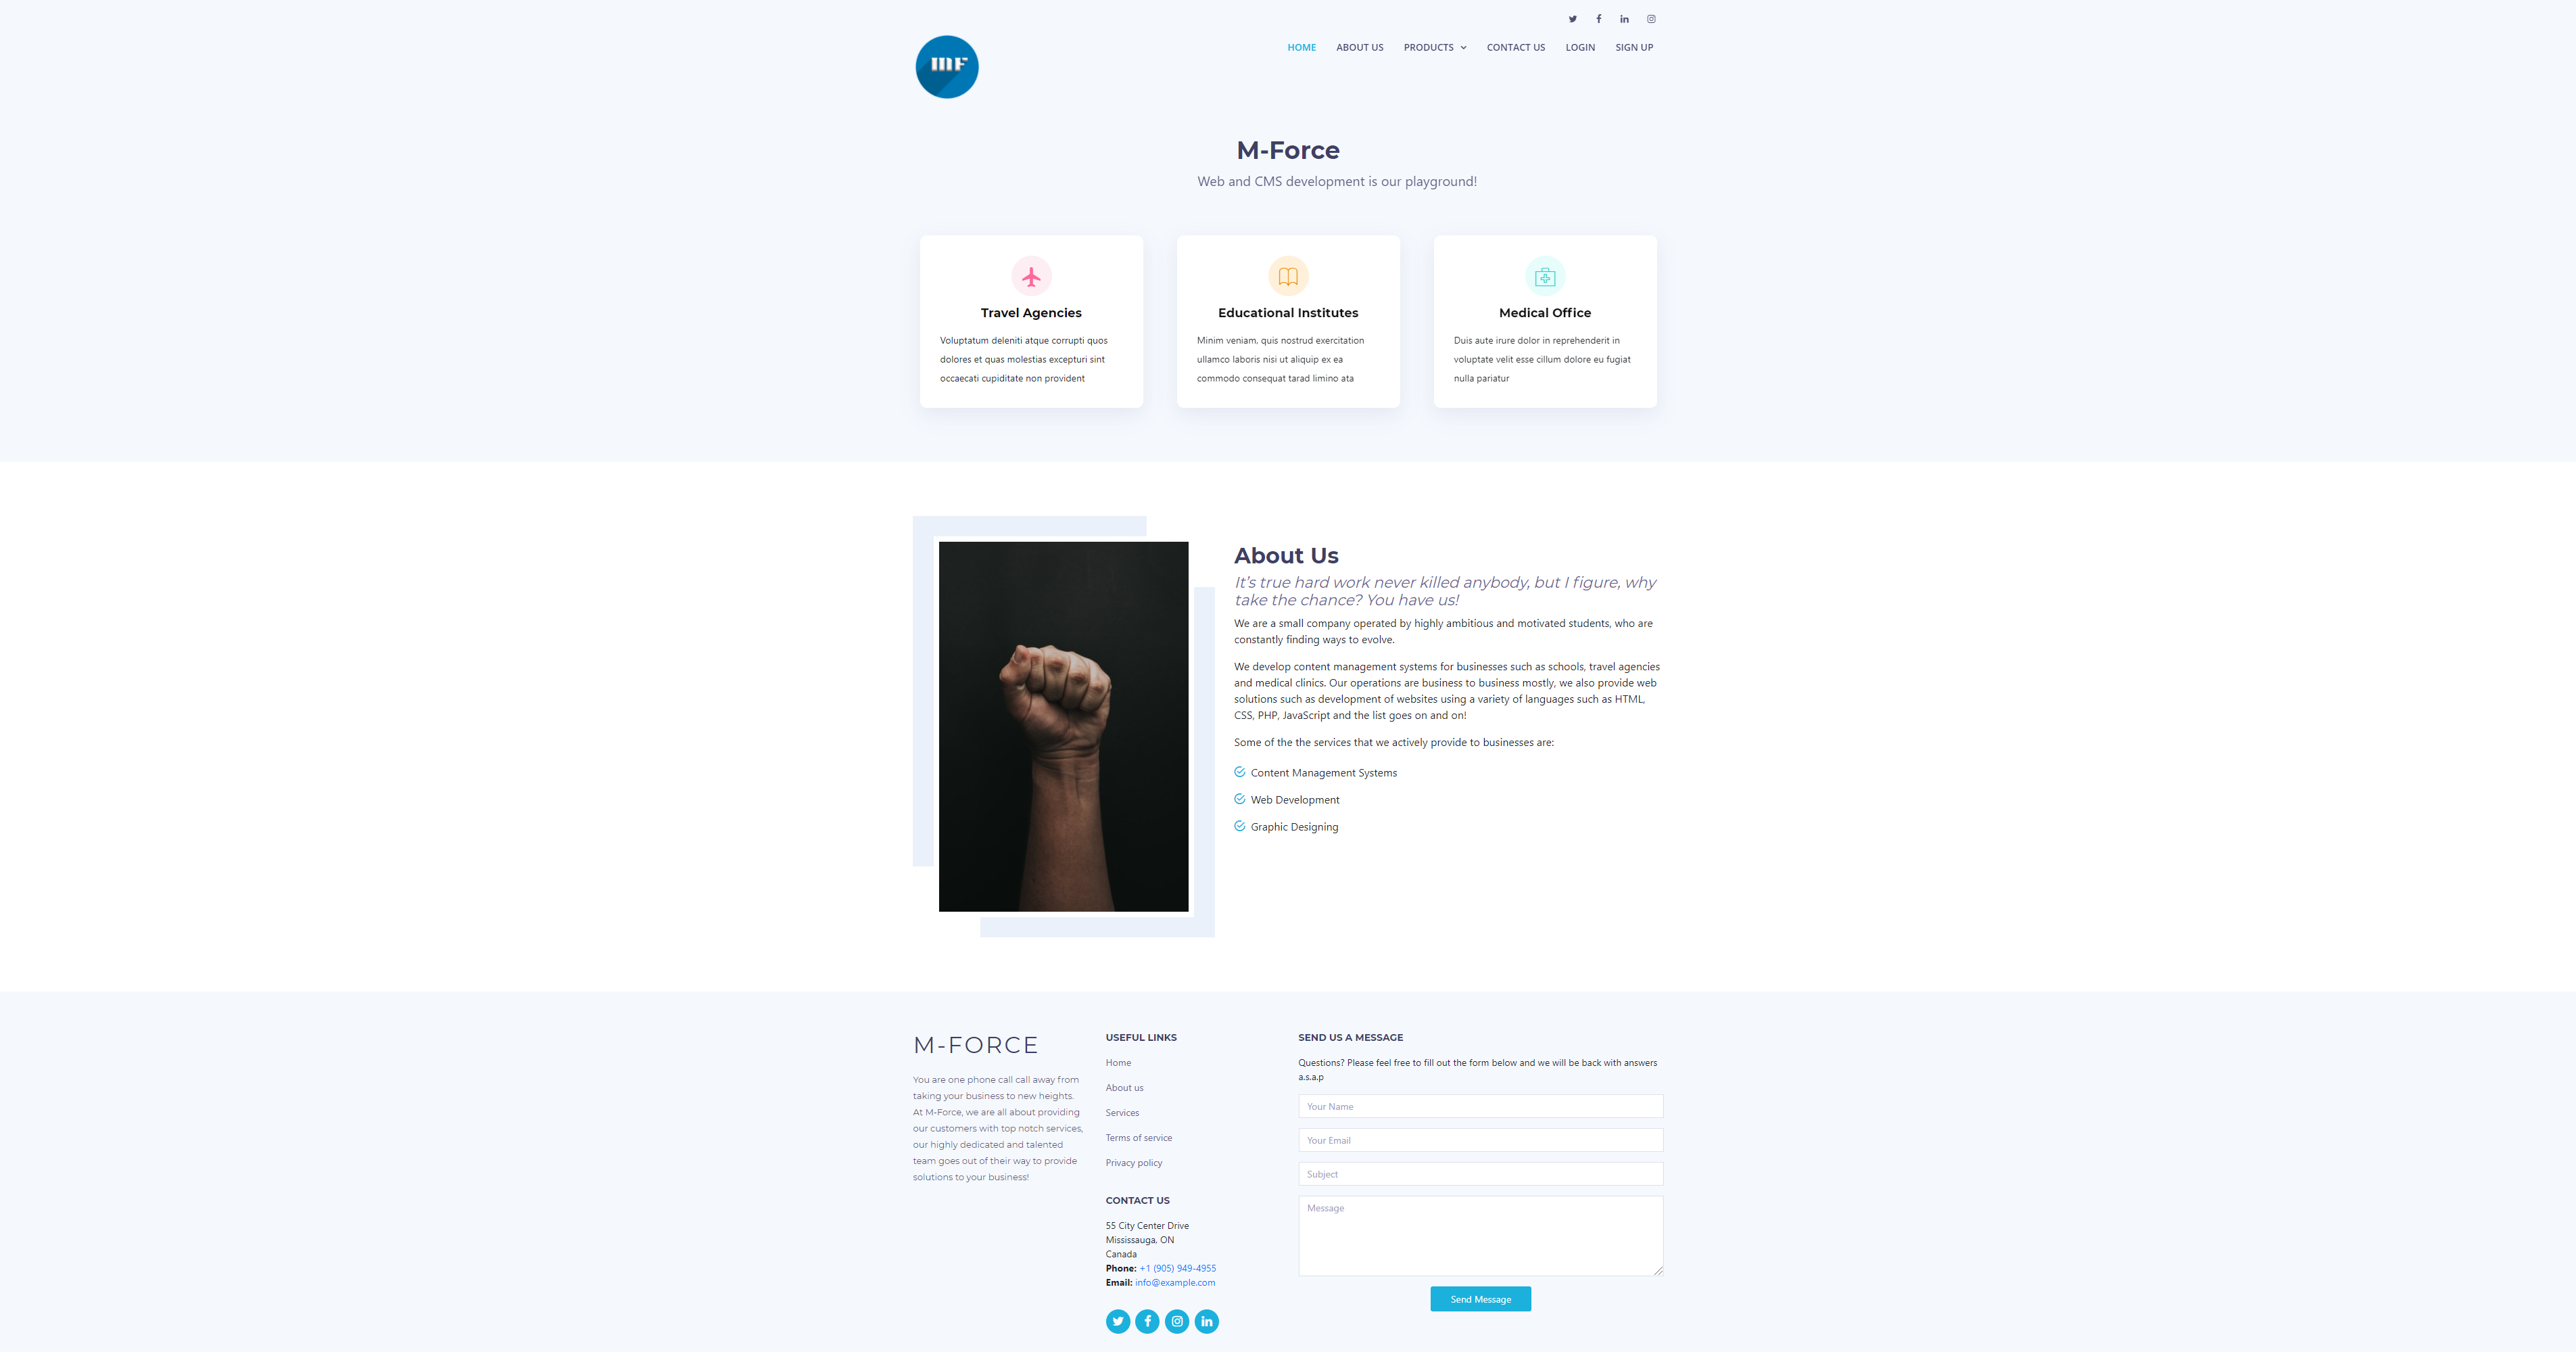 mF
HOME ABOUT US PRODUCTS CONTACT US LOGIN SIGN UP
M-Force
Web and CMS development is our playground!
Travel Agencies
Voluptatum deleniti atque corrupti quos
dolores et quas molestias excepturi sint
occaecati cupiditate non provident
Educational Institutes
Minim veniam, quis nostrud exercitation
ullamco laboris nisi ut aliquip ex ea
commodo consequat tarad limino ata
Medical Office
Duis aute irure dolor in reprehenderit in
voluptate velit esse cillum dolore eu fugiat
nulla pariatur
About Us
It’s true hard work never killed anybody, but I figure, why
take the chance? You have us!
We are a small company operated by highly ambitious and motivated students, who are
constantly finding ways to evolve.
We develop content management systems for businesses such as schools, travel agencies
and medical clinics. Our operations are business to business mostly, we also provide web
solutions such as development of websites using a variety of languages such as HTML,
CSS, PHP, JavaScript and the list goes on and on!
Some of the the services that we actively provide to businesses are:
Content Management Systems
Web Development
Graphic Designing
M-FORCE
You are one phone call call away from
taking your business to new heights.
At M-Force, we are all about providing
our customers with top notch services,
our highly dedicated and talented
team goes out of their way to provide
solutions to your business!
USEFUL LINKS
Home
About us
Services
Terms of service
Privacy policy
CONTACT US
55 City Center Drive
Mississauga, ON
Canada
Phone: +1 (905) 949-4955
Email: info@example.com
SEND US A MESSAGE
Questions? Please feel free to fill out the form below and we will be back with answers
a.s.a.p
Your Name
Your Email
Subject
Message
Send Message